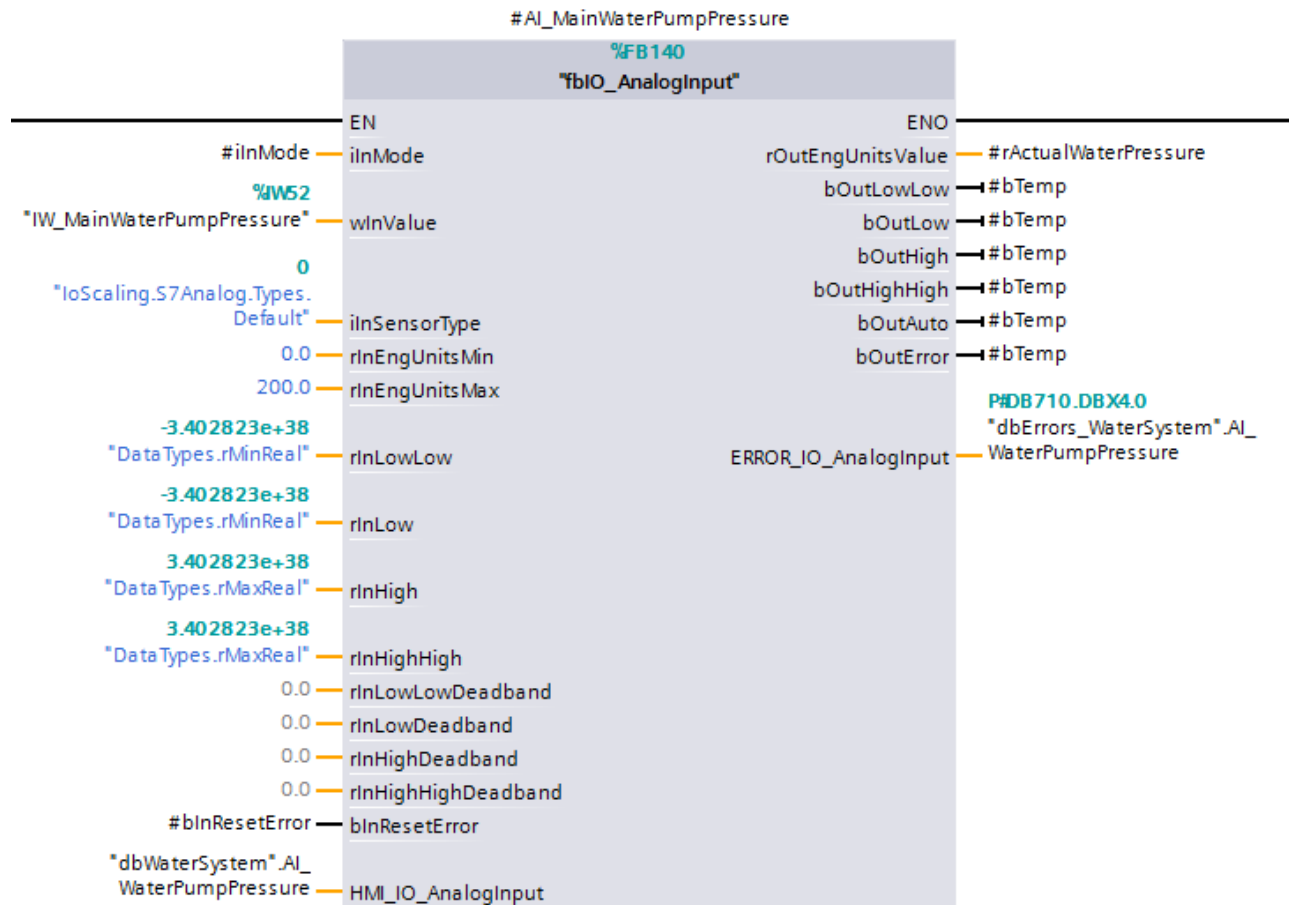 #AI_MainWaterPumpPressure
%FB140
"fbIO_AnalogInput"
EN ENO
#iInMode iInMode rOutEngUnitsValue #rActualWaterPressure
bOutLowLow #bTemp
%IW52
"IW_MainWaterPumpPressure" wInValue bOutLow #bTemp
bOutHigh #bTemp
0
"IoScaling.S7Analog.Types. bOutHighHigh #bTemp
Default" iInSensorType bOutAuto #bTemp
0.0 rInEngUnitsMin bOutError #bTemp
200.0 rInEngUnitsMax
P#DB710.DBX4.0
-3.402823e+38 "dbErrors_WaterSystem".AI_
"DataTypes.rMinReal" rInLowLow ERROR_IO_AnalogInput WaterPumpPressure
-3.402823e+38
"DataTypes.rMinReal" rInLow
3.402823e+38
"DataTypes.rMaxReal" rInHigh
3.402823e+38
"DataTypes.rMaxReal" rInHighHigh
0.0 rInLowLowDeadband
0.0 rInLowDeadband
0.0 rInHighDeadband
0.0 rInHighHighDeadband
#bInResetError bInResetError
"dbWaterSystem".AI_
WaterPumpPressure HMI_IO_AnalogInput